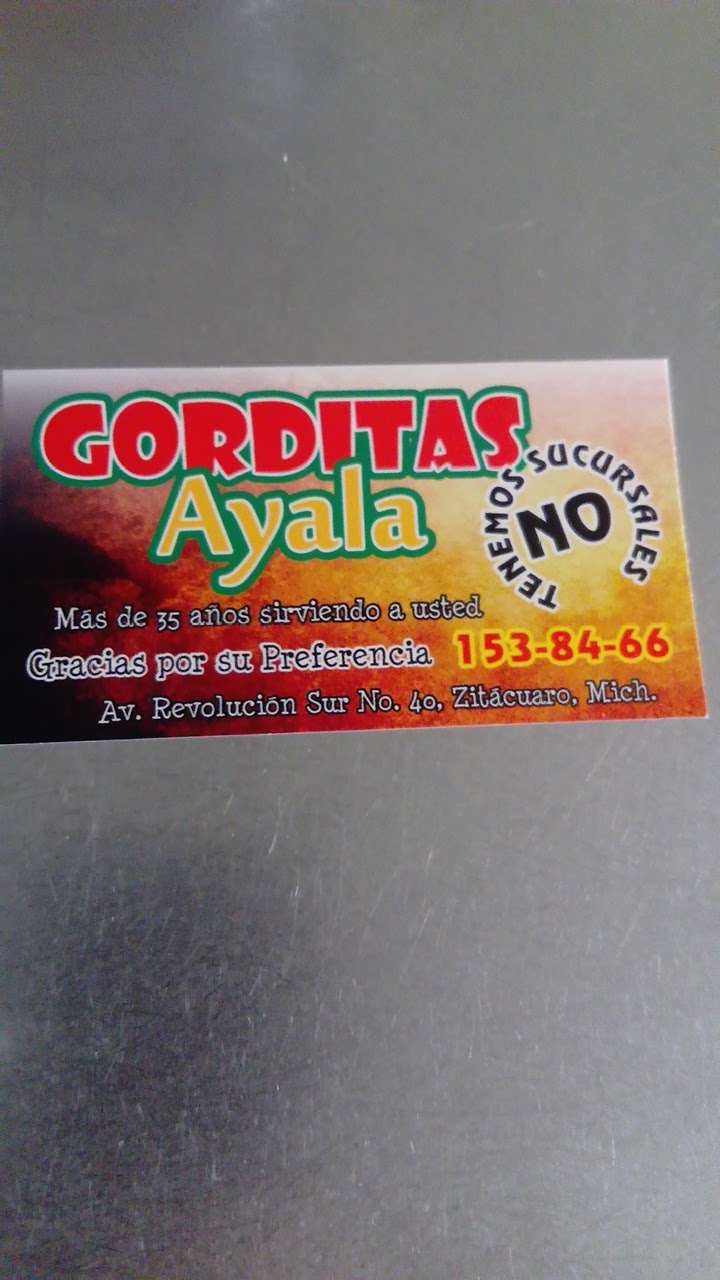 GORDITAS
Ayala
NO
TENEMOS SUCURSALES
Más de 35 años sirviendo a usted
Gracias por su Preferencia 153-84-66
Av. Revolución Sur No. 40, Zitácuaro, Mich.